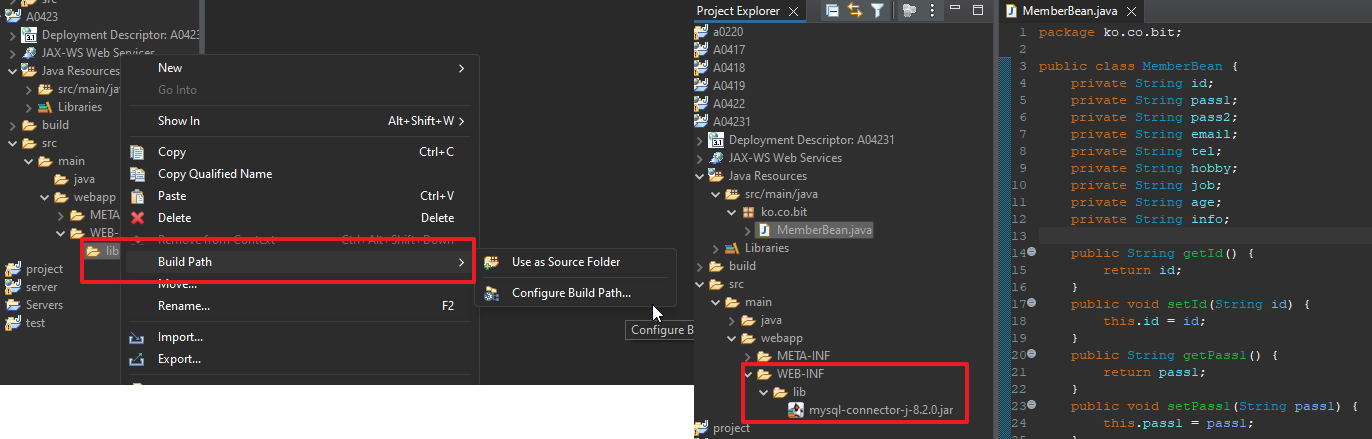 src
A0423
Deployment Descriptor: A042
JAX-WS Web Services
Java Resources
src/main/ja
Libraries
build
src
main
java
webapp
META
WEB-
lib
project
server
Servers
test
New
Go Into
Show In Alt+Shift+W
Copy Ctrl+C
Copy Qualified Name
Paste Ctrl+V
Delete Delete
Remove from Context Ctrl+Alt+Shift+Down
Build Path
Move...
Rename... F2
Import...
Export...
Use as Source Folder
Configure Build Path...
Configure B
Project Explorer
a0220
A0417
A0418
A0419
A0422
A04231
Deployment Descriptor: A04231
JAX-WS Web Services
Java Resources
src/main/java
ko.co.bit
MemberBean.java
Libraries
build
src
main
java
webapp
META-INF
WEB-INF
lib
mysql-connector-j-8.2.0.jar
project
MemberBean.java
1 package ko.co.bit;
2
3 public class MemberBean {
4 private String id;
5 private String pass1;
6 private String pass2;
7 private String email;
8 private String tel;
9 private String hobby;
10 private String job;
11 private String age;
12 private String info;
13
14 public String getId() {
15 return id;
16 }
17 public void setId(String id) {
18 this.id = id;
19 }
20 public String getPass1() {
21 return pass1;
22 }
23 public void setPass1(String pass1) {
24 this.pass1 = pass1;